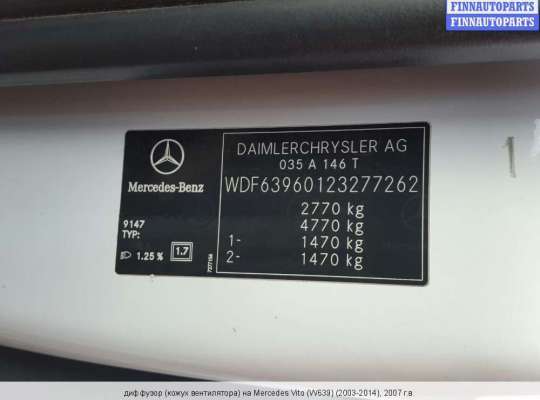 FINNAUTOPARTS
FINNAUTOPARTS
FINNAUTOPARTS
Mercedes-Benz
9147
TYP:
1.25 %
1.7
DAIMLERCHRYSLER AG
035 A 146 T
WDF63960123277262
2770 kg
4770 kg
1- 1470 kg
2- 1470 kg
диффузор (кожух вентилятора) на Mercedes Vito (W639) (2003-2014), 2007 г.в